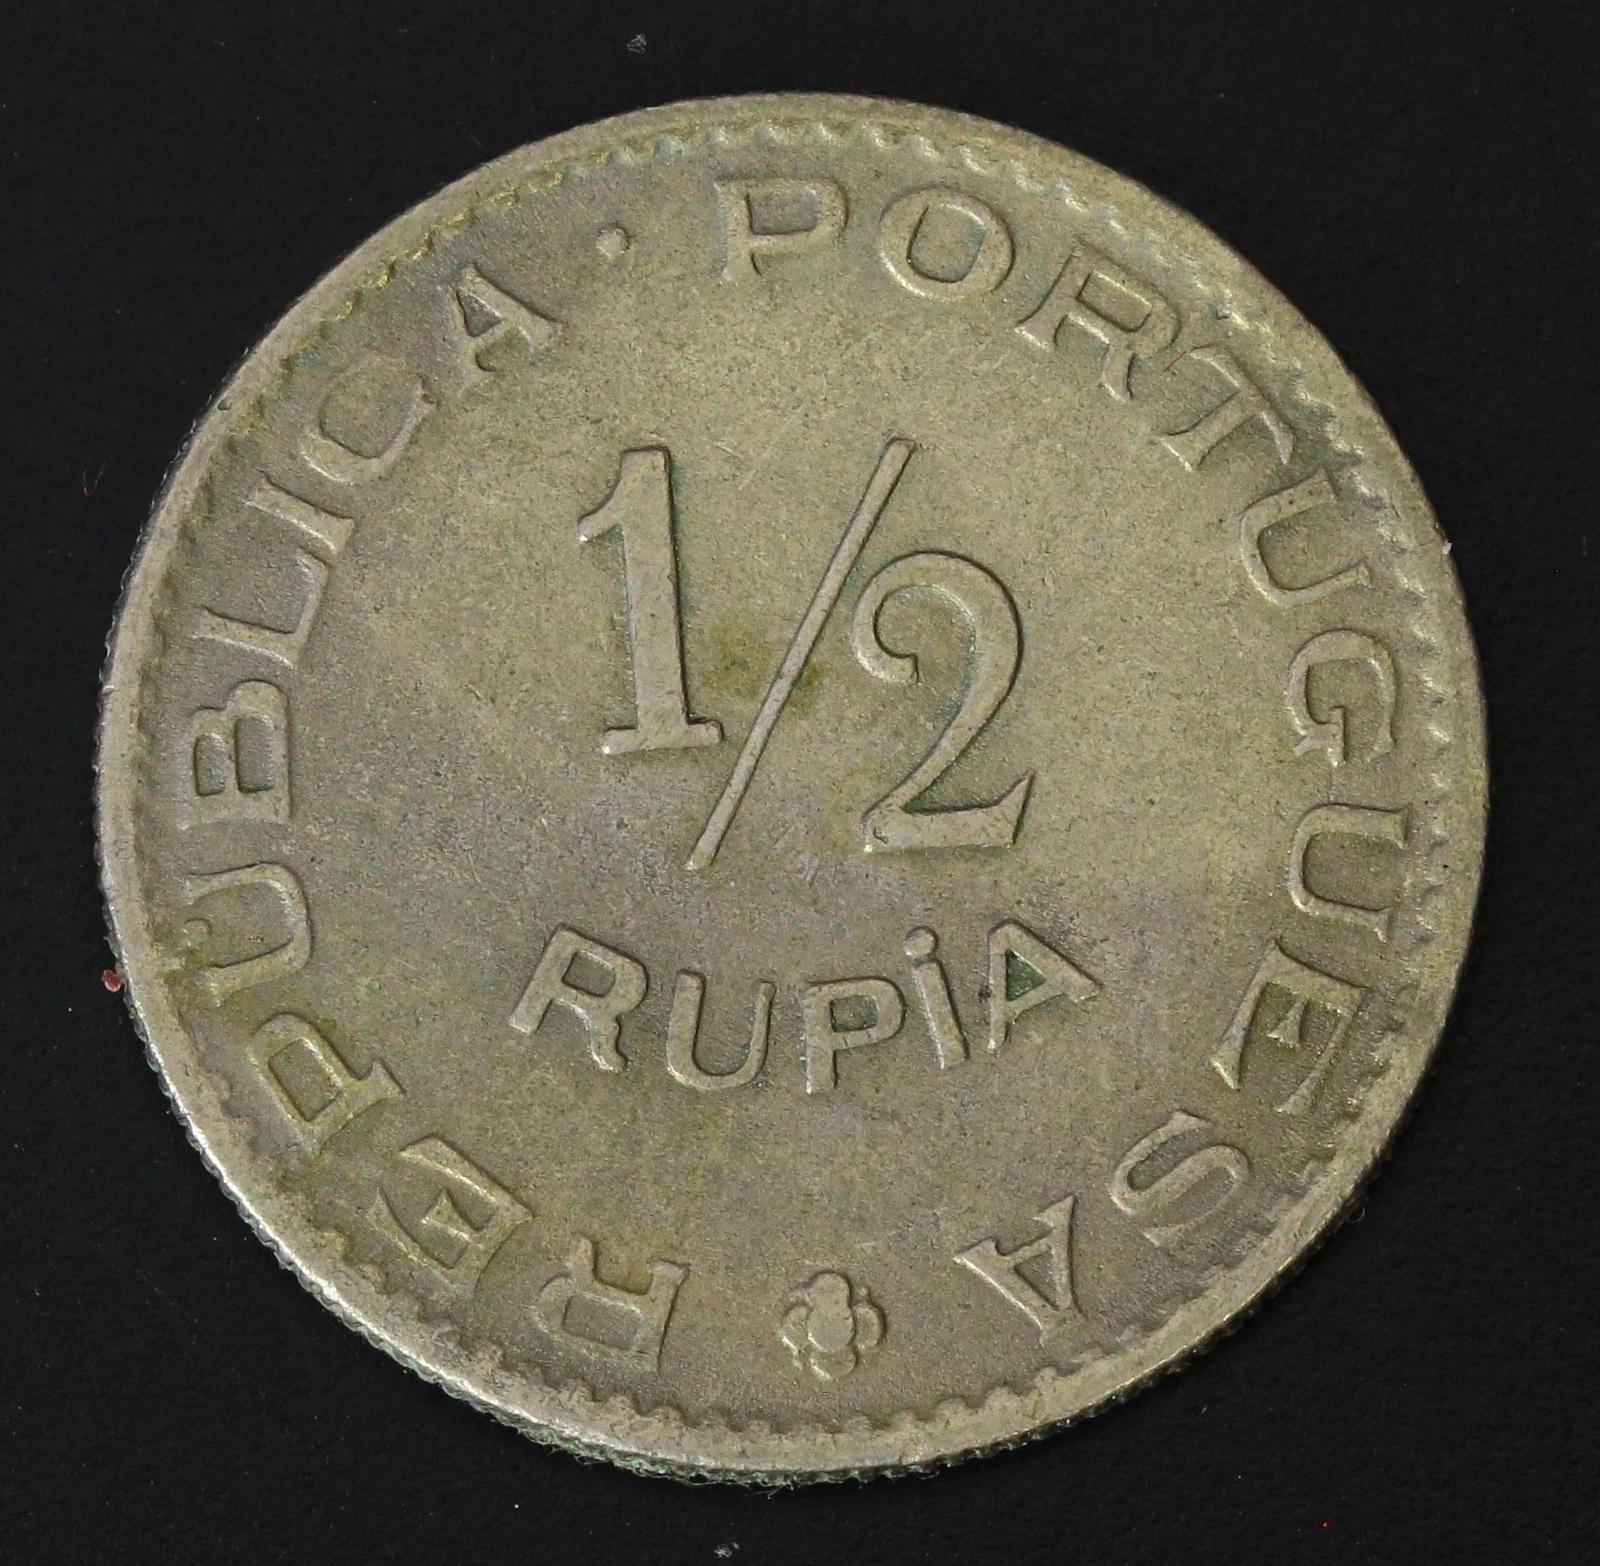 REPUBLICA · PORTUGUESA
1/2
RUPiA